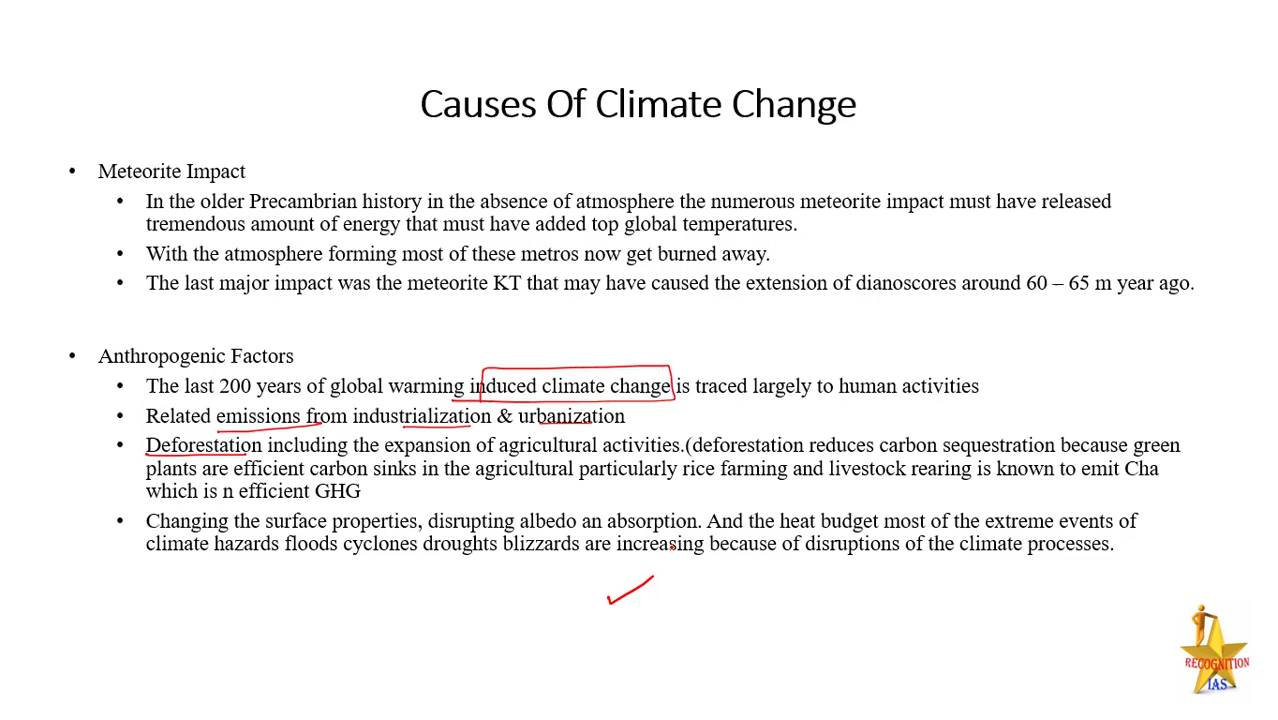 Causes Of Climate Change
• Meteorite Impact
• In the older Precambrian history in the absence of atmosphere the numerous meteorite impact must have released
tremendous amount of energy that must have added top global temperatures.
• With the atmosphere forming most of these metros now get burned away.
• The last major impact was the meteorite KT that may have caused the extension of dianoscores around 60 – 65 m year ago.
• Anthropogenic Factors
• The last 200 years of global warming induced climate change is traced largely to human activities
• Related emissions from industrialization & urbanization
• Deforestation including the expansion of agricultural activities.(deforestation reduces carbon sequestration because green
plants are efficient carbon sinks in the agricultural particularly rice farming and livestock rearing is known to emit Cha
which is n efficient GHG
• Changing the surface properties, disrupting albedo an absorption. And the heat budget most of the extreme events of
climate hazards floods cyclones droughts blizzards are increasing because of disruptions of the climate processes.
RECOGNITION
IAS